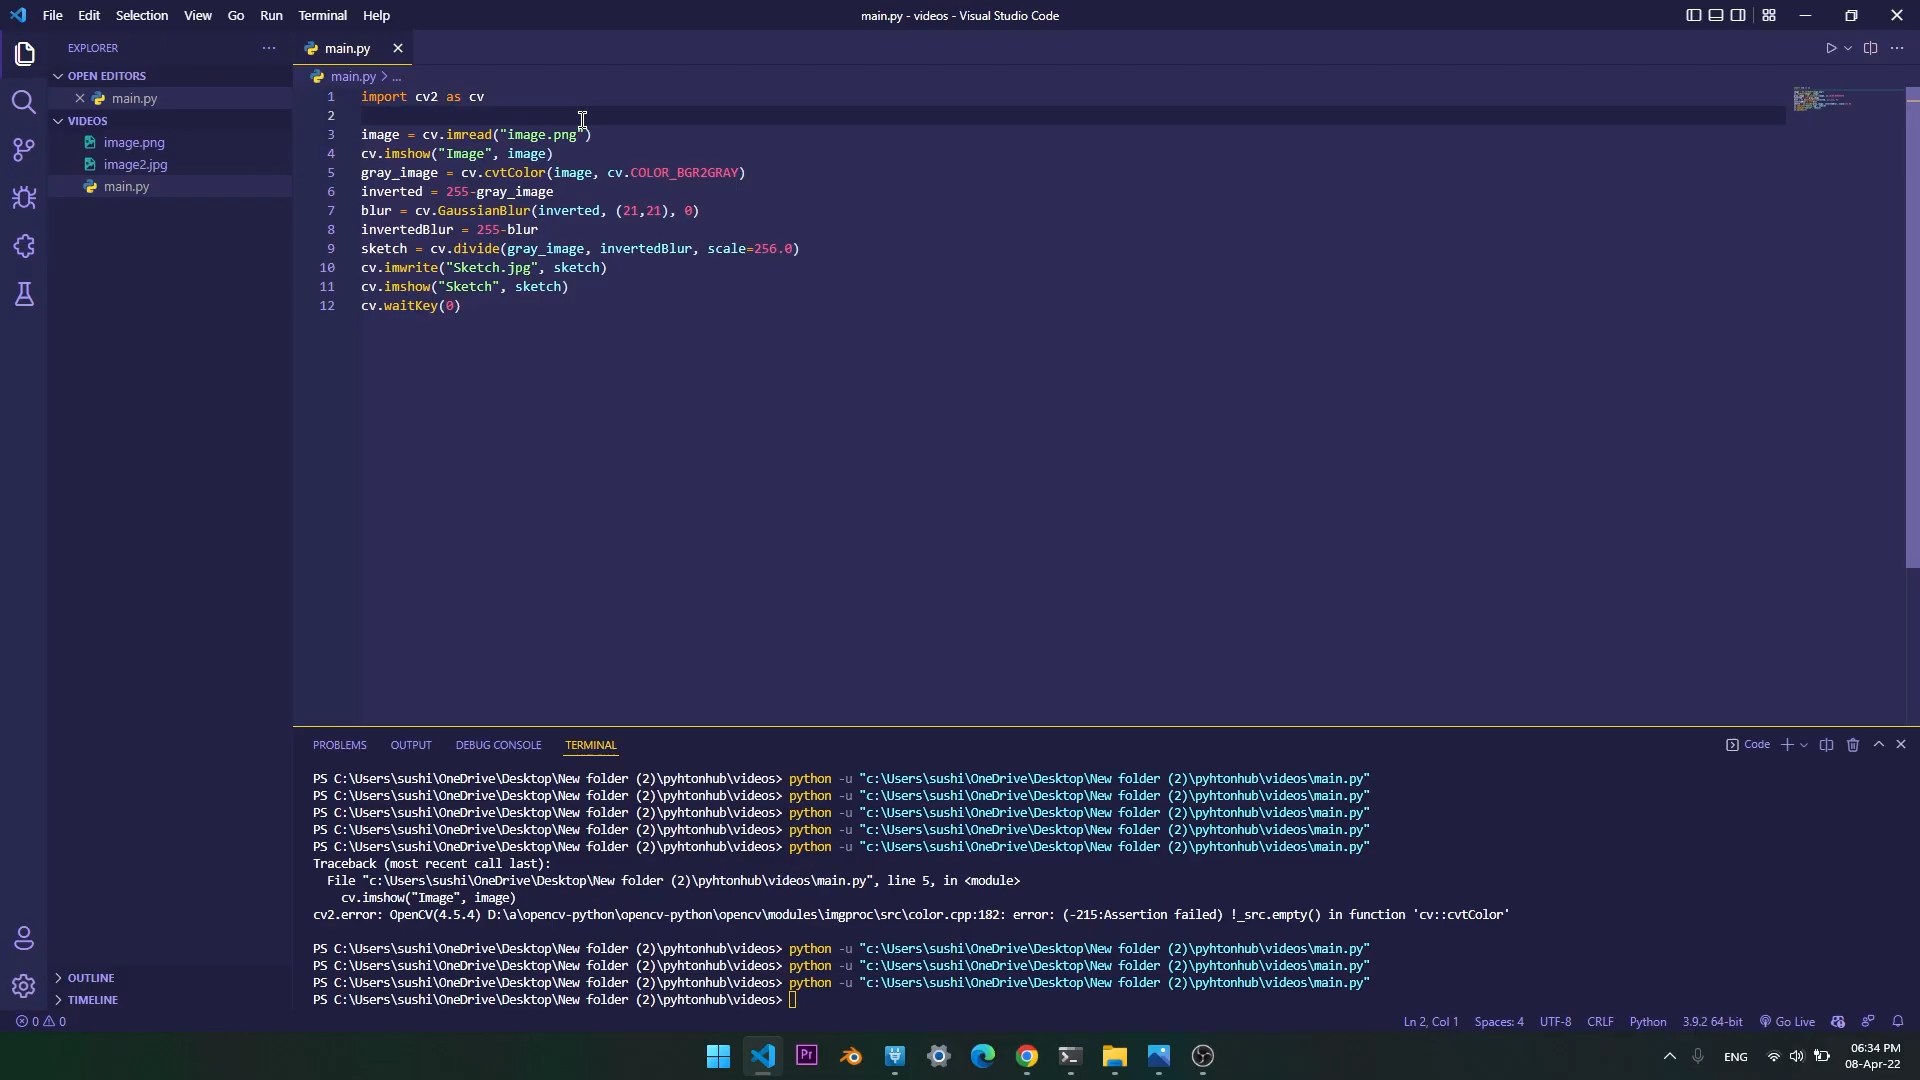 File Edit Selection View Go Run Terminal Help
main.py - videos - Visual Studio Code
EXPLORER
main.py
OPEN EDITORS
main.py
VIDEOS
image.png
image2.jpg
main.py
OUTLINE
TIMELINE
main.py > ...
1 import cv2 as cv
2
3 image = cv.imread("image.png")
4 cv.imshow("Image", image)
5 gray_image = cv.cvtColor(image, cv.COLOR_BGR2GRAY)
6 inverted = 255-gray_image
7 blur = cv.GaussianBlur(inverted, (21,21), 0)
8 invertedBlur = 255-blur
9 sketch = cv.divide(gray_image, invertedBlur, scale=256.0)
10 cv.imwrite("Sketch.jpg", sketch)
11 cv.imshow("Sketch", sketch)
12 cv.waitKey(0)
PROBLEMS OUTPUT DEBUG CONSOLE TERMINAL
Code
PS C:\Users\sushi\OneDrive\Desktop\New folder (2)\pyhtonhub\videos> python -u "c:\Users\sushi\OneDrive\Desktop\New folder (2)\pyhtonhub\videos\main.py"
PS C:\Users\sushi\OneDrive\Desktop\New folder (2)\pyhtonhub\videos> python -u "c:\Users\sushi\OneDrive\Desktop\New folder (2)\pyhtonhub\videos\main.py"
PS C:\Users\sushi\OneDrive\Desktop\New folder (2)\pyhtonhub\videos> python -u "c:\Users\sushi\OneDrive\Desktop\New folder (2)\pyhtonhub\videos\main.py"
PS C:\Users\sushi\OneDrive\Desktop\New folder (2)\pyhtonhub\videos> python -u "c:\Users\sushi\OneDrive\Desktop\New folder (2)\pyhtonhub\videos\main.py"
PS C:\Users\sushi\OneDrive\Desktop\New folder (2)\pyhtonhub\videos> python -u "c:\Users\sushi\OneDrive\Desktop\New folder (2)\pyhtonhub\videos\main.py"
Traceback (most recent call last):
File "c:\Users\sushi\OneDrive\Desktop\New folder (2)\pyhtonhub\videos\main.py", line 5, in <module>
cv.imshow("Image", image)
cv2.error: OpenCV(4.5.4) D:\a\opencv-python\opencv-python\opencv\modules\imgproc\src\color.cpp:182: error: (-215:Assertion failed) !_src.empty() in function 'cv::cvtColor'
PS C:\Users\sushi\OneDrive\Desktop\New folder (2)\pyhtonhub\videos> python -u "c:\Users\sushi\OneDrive\Desktop\New folder (2)\pyhtonhub\videos\main.py"
PS C:\Users\sushi\OneDrive\Desktop\New folder (2)\pyhtonhub\videos> python -u "c:\Users\sushi\OneDrive\Desktop\New folder (2)\pyhtonhub\videos\main.py"
PS C:\Users\sushi\OneDrive\Desktop\New folder (2)\pyhtonhub\videos> python -u "c:\Users\sushi\OneDrive\Desktop\New folder (2)\pyhtonhub\videos\main.py"
PS C:\Users\sushi\OneDrive\Desktop\New folder (2)\pyhtonhub\videos>
0 0
Ln 2, Col 1 Spaces: 4 UTF-8 CRLF Python 3.9.2 64-bit Go Live
Pr
ENG
06:34 PM
08-Apr-22